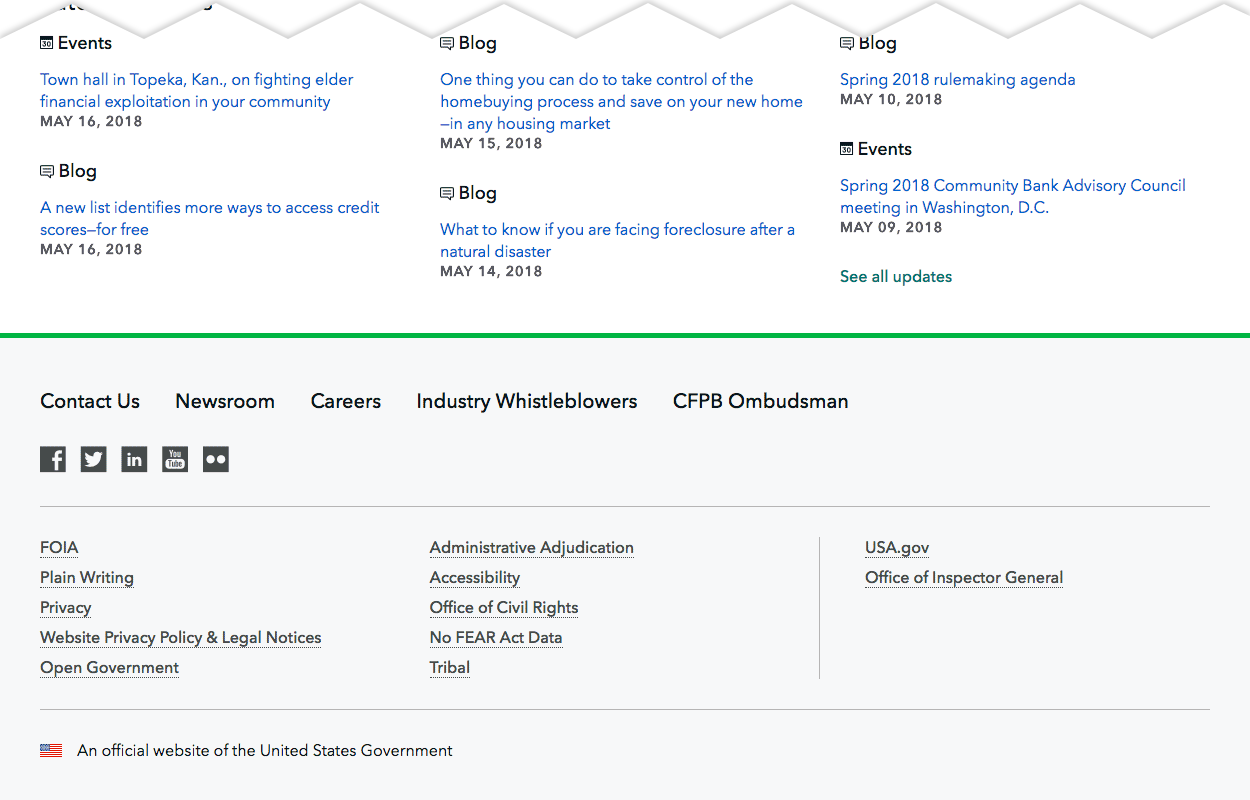 Events
Town hall in Topeka, Kan., on fighting elder
financial exploitation in your community
MAY 16, 2018
Blog
A new list identifies more ways to access credit
scores—for free
MAY 16, 2018
Blog
One thing you can do to take control of the
homebuying process and save on your new home
—in any housing market
MAY 15, 2018
Blog
What to know if you are facing foreclosure after a
natural disaster
MAY 14, 2018
Blog
Spring 2018 rulemaking agenda
MAY 10, 2018
Events
Spring 2018 Community Bank Advisory Council
meeting in Washington, D.C.
MAY 09, 2018
See all updates
Contact Us Newsroom Careers Industry Whistleblowers CFPB Ombudsman
FOIA
Plain Writing
Privacy
Website Privacy Policy & Legal Notices
Open Government
Administrative Adjudication
Accessibility
Office of Civil Rights
No FEAR Act Data
Tribal
USA.gov
Office of Inspector General
An official website of the United States Government